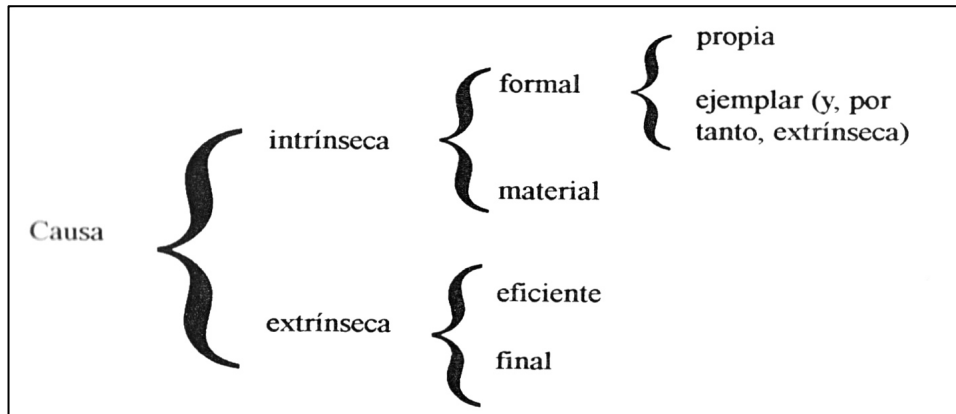 propia
formal
ejemplar (y, por
tanto, extrínseca)
intrínseca
material
Causa
eficiente
extrínseca
final